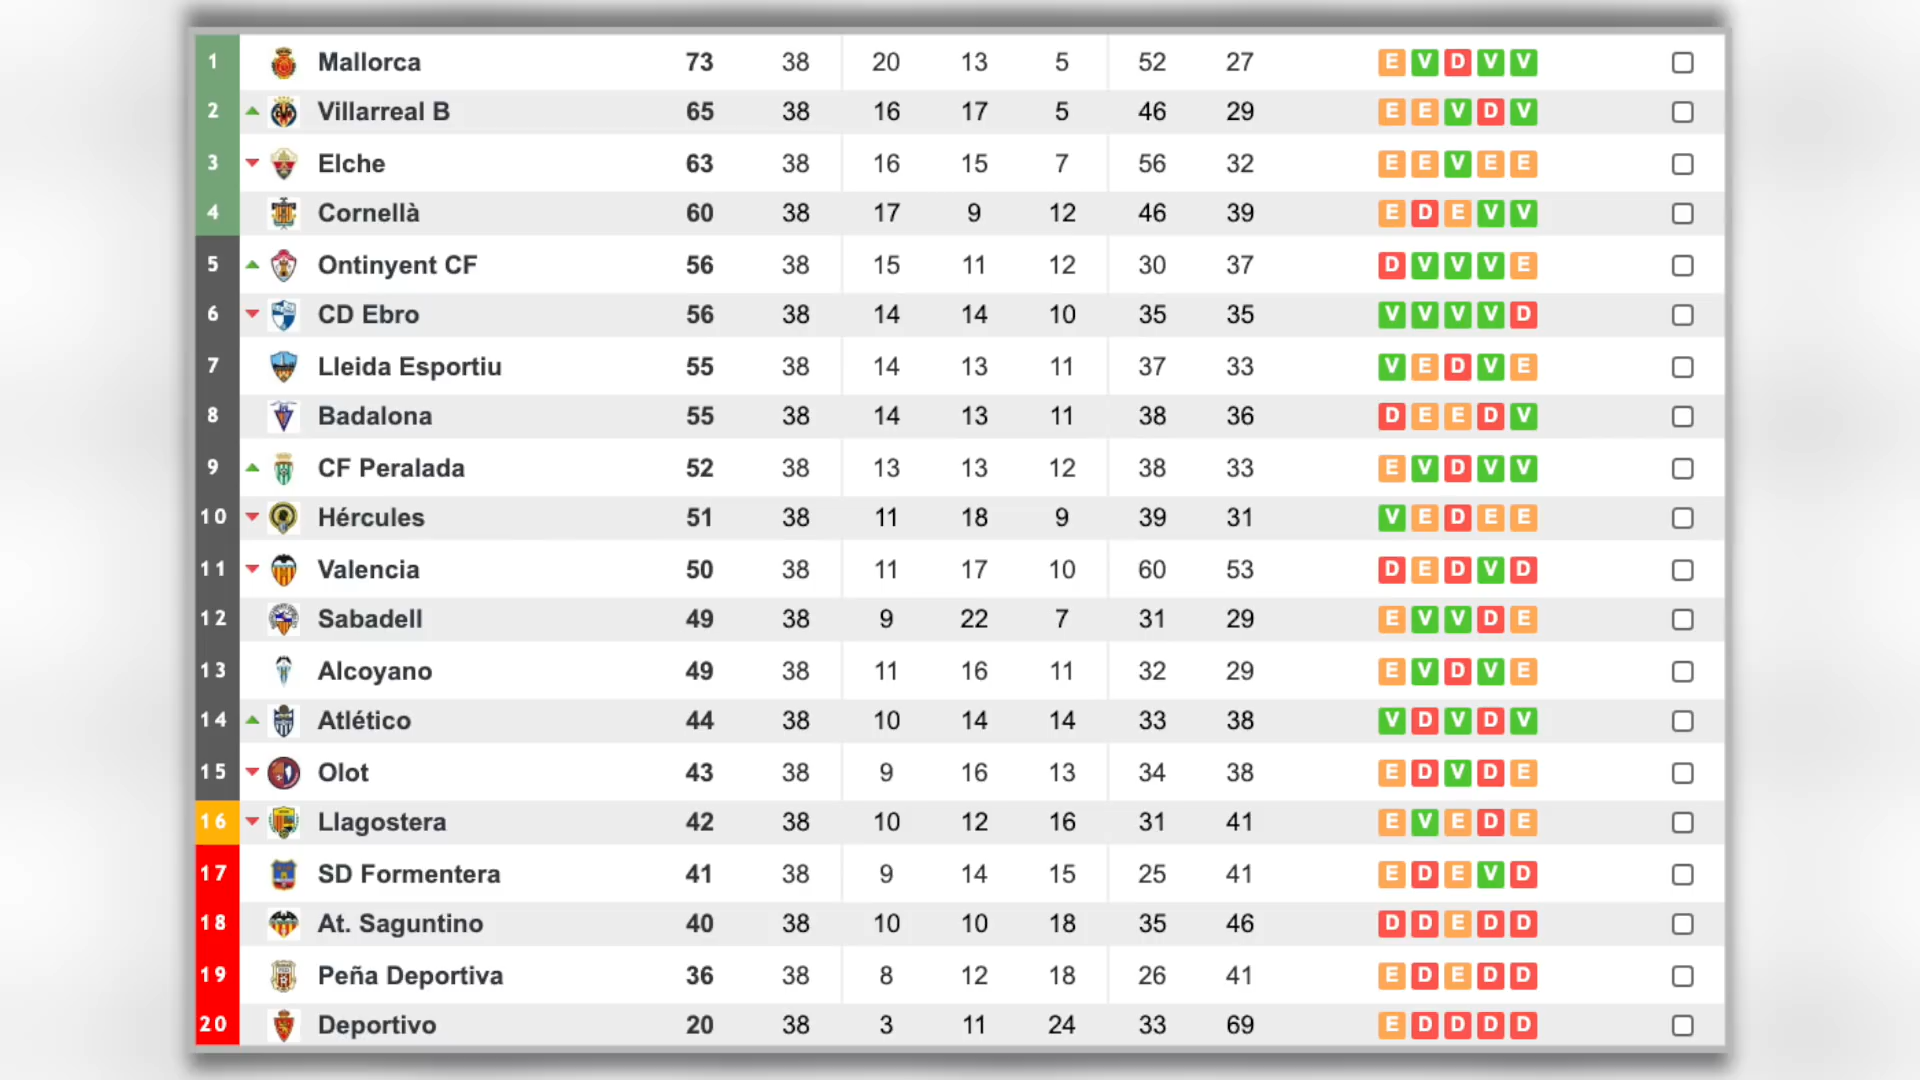 1 Mallorca 73 38 20 13 5 52 27 E V D V V
2 Villarreal B 65 38 16 17 5 46 29 E E V D V
3 Elche 63 38 16 15 7 56 32 E E V E E
4 Cornellà 60 38 17 9 12 46 39 E D E V V
5 Ontinyent CF 56 38 15 11 12 30 37 D V V V E
6 CD Ebro 56 38 14 14 10 35 35 V V V V D
7 Lleida Esportiu 55 38 14 13 11 37 33 V E D V E
8 Badalona 55 38 14 13 11 38 36 D E E D V
9 CF Peralada 52 38 13 13 12 38 33 E V D V V
10 Hércules 51 38 11 18 9 39 31 V E D E E
11 Valencia 50 38 11 17 10 60 53 D E D V D
12 Sabadell 49 38 9 22 7 31 29 E V V D E
13 Alcoyano 49 38 11 16 11 32 29 E V D V E
14 Atlético 44 38 10 14 14 33 38 V D V D V
15 Olot 43 38 9 16 13 34 38 E D V D E
16 Llagostera 42 38 10 12 16 31 41 E V E D E
17 SD Formentera 41 38 9 14 15 25 41 E D E V D
18 At. Saguntino 40 38 10 10 18 35 46 D D E D D
19 Peña Deportiva 36 38 8 12 18 26 41 E D E D D
20 Deportivo 20 38 3 11 24 33 69 E D D D D